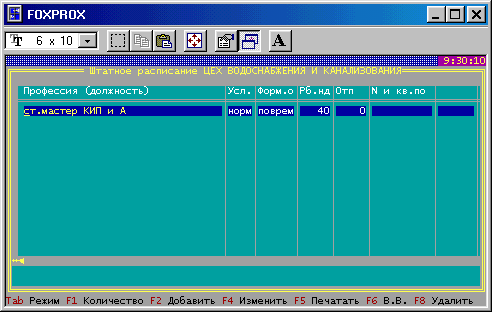 FOXPROX
6 x 10
A
9:30:10
Штатное расписание ЦЕХ ВОДОСНАБЖЕНИЯ И КАНАЛИЗОВАНИЯ
Профессия (должность) Усл. Форм.о Рб.нд Отп N и кв.по
ст.мастер КИП и А норм поврем 40 0
Tab Режим F1 Количество F2 Добавить F4 Изменить F5 Печатать F6 В.В. F8 Удалить